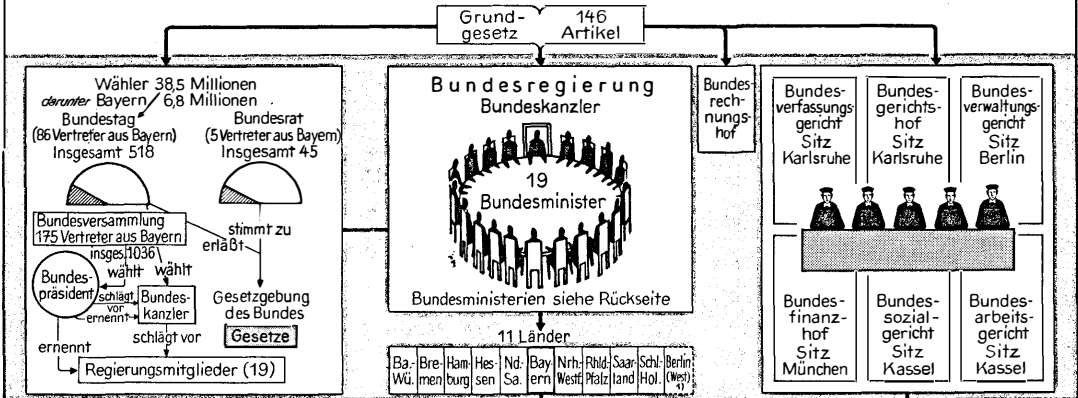 Grund-
gesetz
146
Artikel
Wähler 38,5 Millionen
darunter Bayern 6,8 Millionen
Bundestag
(86 Vertreter aus Bayern)
Insgesamt 518
Bundesrat
(5 Vertreter aus Bayern)
Insgesamt 45
Bundesversammlung
175 Vertreter aus Bayern
insges. 1036
wählt
wählt
erläßt
stimmt zu
Bundes-
präsident
schlägt
vor
ernennt
Bundes-
kanzler
Gesetzgebung
des Bundes
Gesetze
ernennt
schlägt vor
Regierungsmitglieder (19)
Bundesregierung
Bundeskanzler
19
Bundesminister
Bundesministerien siehe Rückseite
11 Länder
Ba.-
Wü.
Bre-
men
Ham-
burg
Hes-
sen
Nd.-
Sa.
Bay-
ern
Nrh.-
Westf.
Rhld.-
Pfalz
Saar-
land
Schl.-
Hol.
Berlin
(West)
1)
Bundes-
rech-
nungs-
hof
Bundes-
verfassungs-
gericht
Sitz
Karlsruhe
Bundes-
gerichts-
hof
Sitz
Karlsruhe
Bundes-
verwaltungs-
gericht
Sitz
Berlin
Bundes-
finanz-
hof
Sitz
München
Bundes-
sozial-
gericht
Sitz
Kassel
Bundes-
arbeits-
gericht
Sitz
Kassel